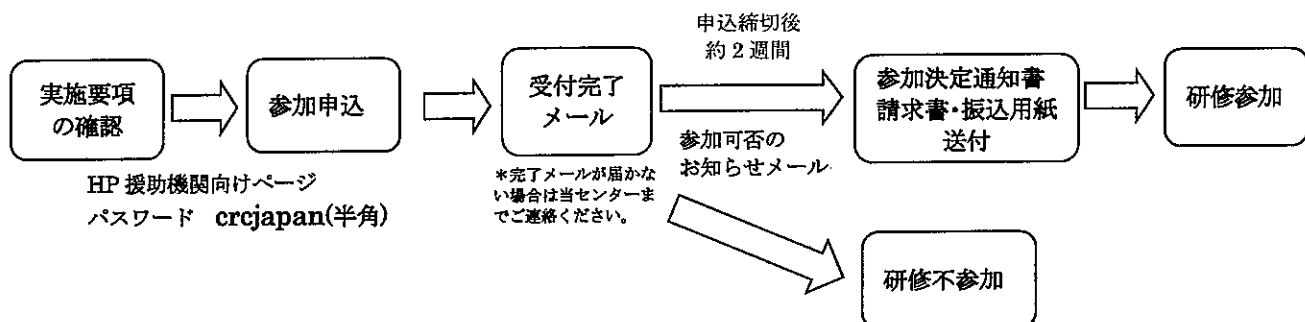 実施要項
の確認
参加申込
HP 援助機関向けページ
パスワード crcjapan(半角)
受付完了
メール
*完了メールが届かな
い場合は当センターま
でご連絡ください。
申込締切後
約 2 週間
参加可否の
お知らせメール
参加決定通知書
請求書・振込用紙
送付
研修参加
研修不参加